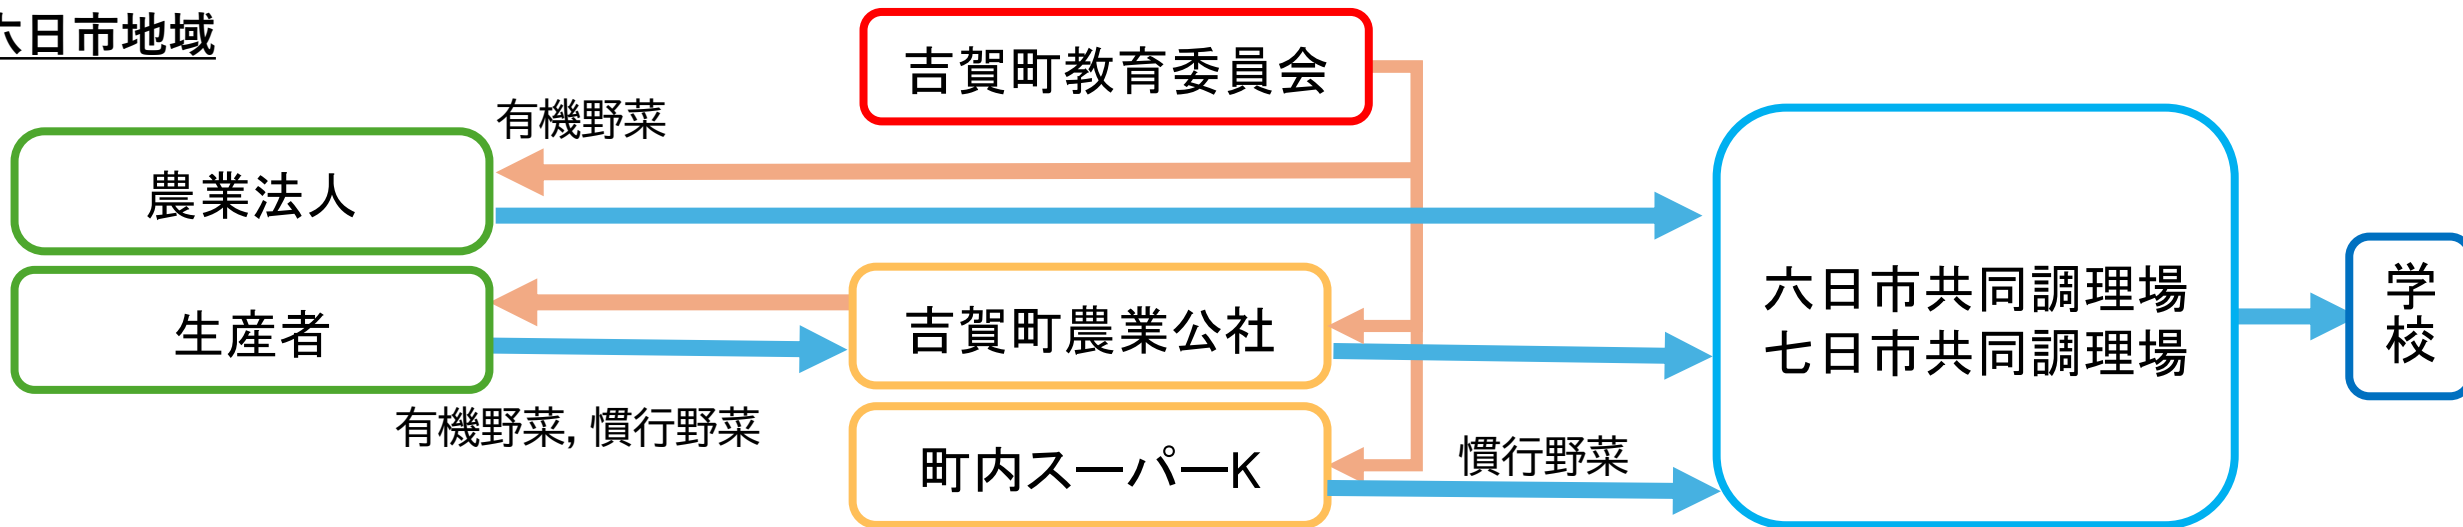 六日市地域
吉賀町教育委員会
有機野菜
農業法人
生産者
吉賀町農業公社
六日市共同調理場
七日市共同調理場
学
校
有機野菜, 慣行野菜
町内スーパーK
慣行野菜